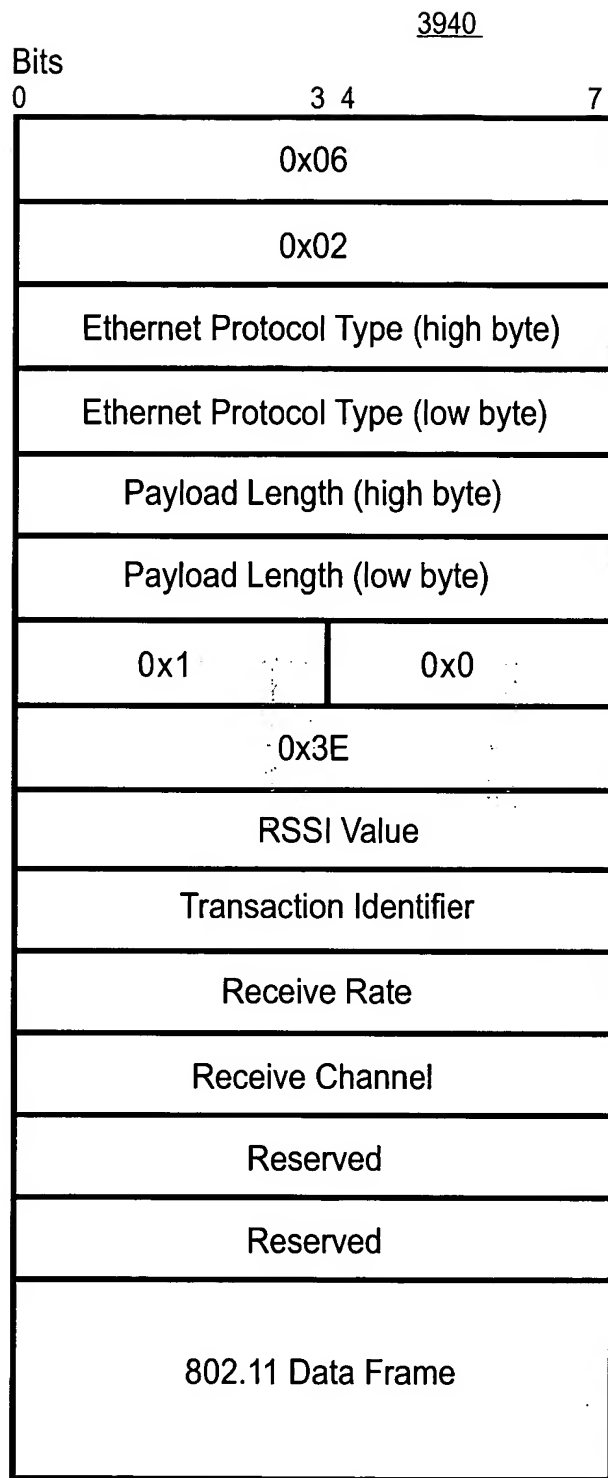 3940
Bits
0 3 4 7
0x06
0x02
Ethernet Protocol Type (high byte)
Ethernet Protocol Type (low byte)
Payload Length (high byte)
Payload Length (low byte)
0x1 0x0
0x3E
RSSI Value
Transaction Identifier
Receive Rate
Receive Channel
Reserved
Reserved
802.11 Data Frame